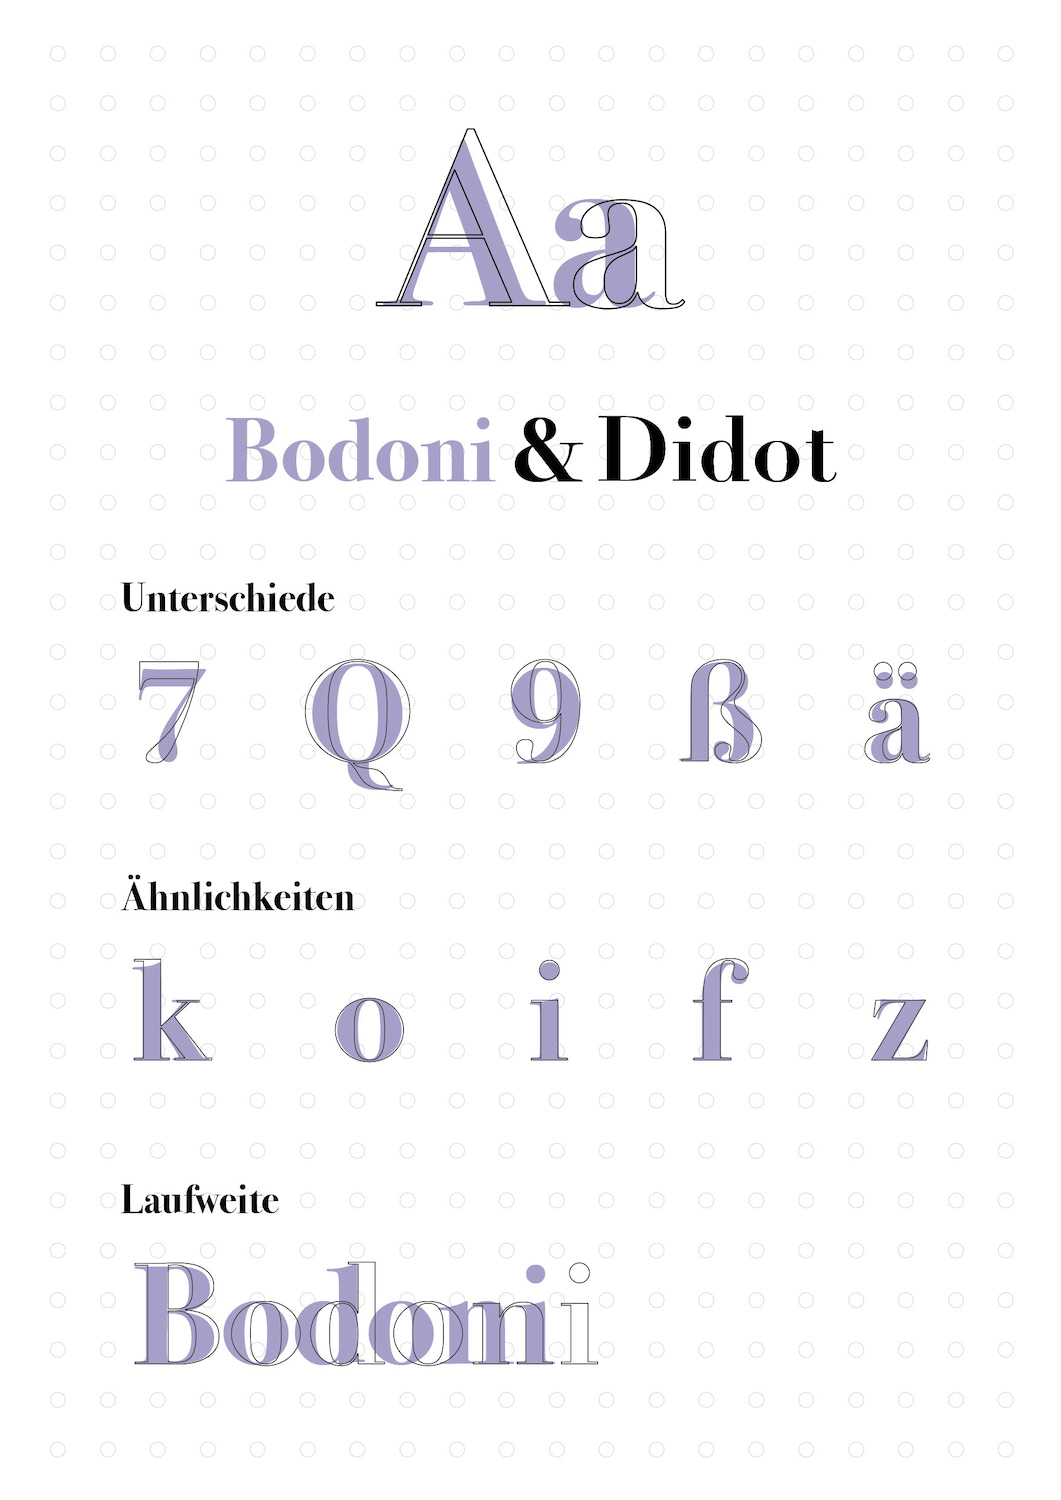 Aa
Bodoni & Didot
Unterschiede
7 Q 9 ß ä
Ähnlichkeiten
k o i f z
Laufweite
Bodoni